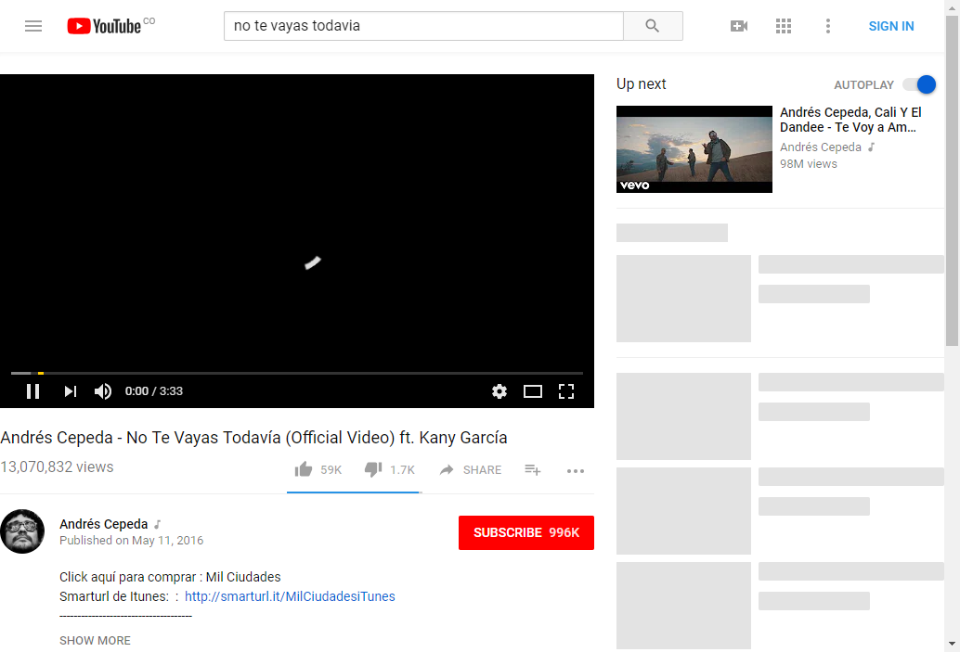 YouTube CO
no te vayas todavia
SIGN IN
Up next
AUTOPLAY
Andrés Cepeda, Cali Y El
Dandee - Te Voy a Am...
Andrés Cepeda
98M views
vevo
0:00 / 3:33
Andrés Cepeda - No Te Vayas Todavía (Official Video) ft. Kany García
13,070,832 views
59K
1.7K
SHARE
Andrés Cepeda
Published on May 11, 2016
SUBSCRIBE 996K
Click aquí para comprar : Mil Ciudades
Smarturl de Itunes: : http://smarturl.it/MilCiudadesiTunes
------------------------------------
SHOW MORE